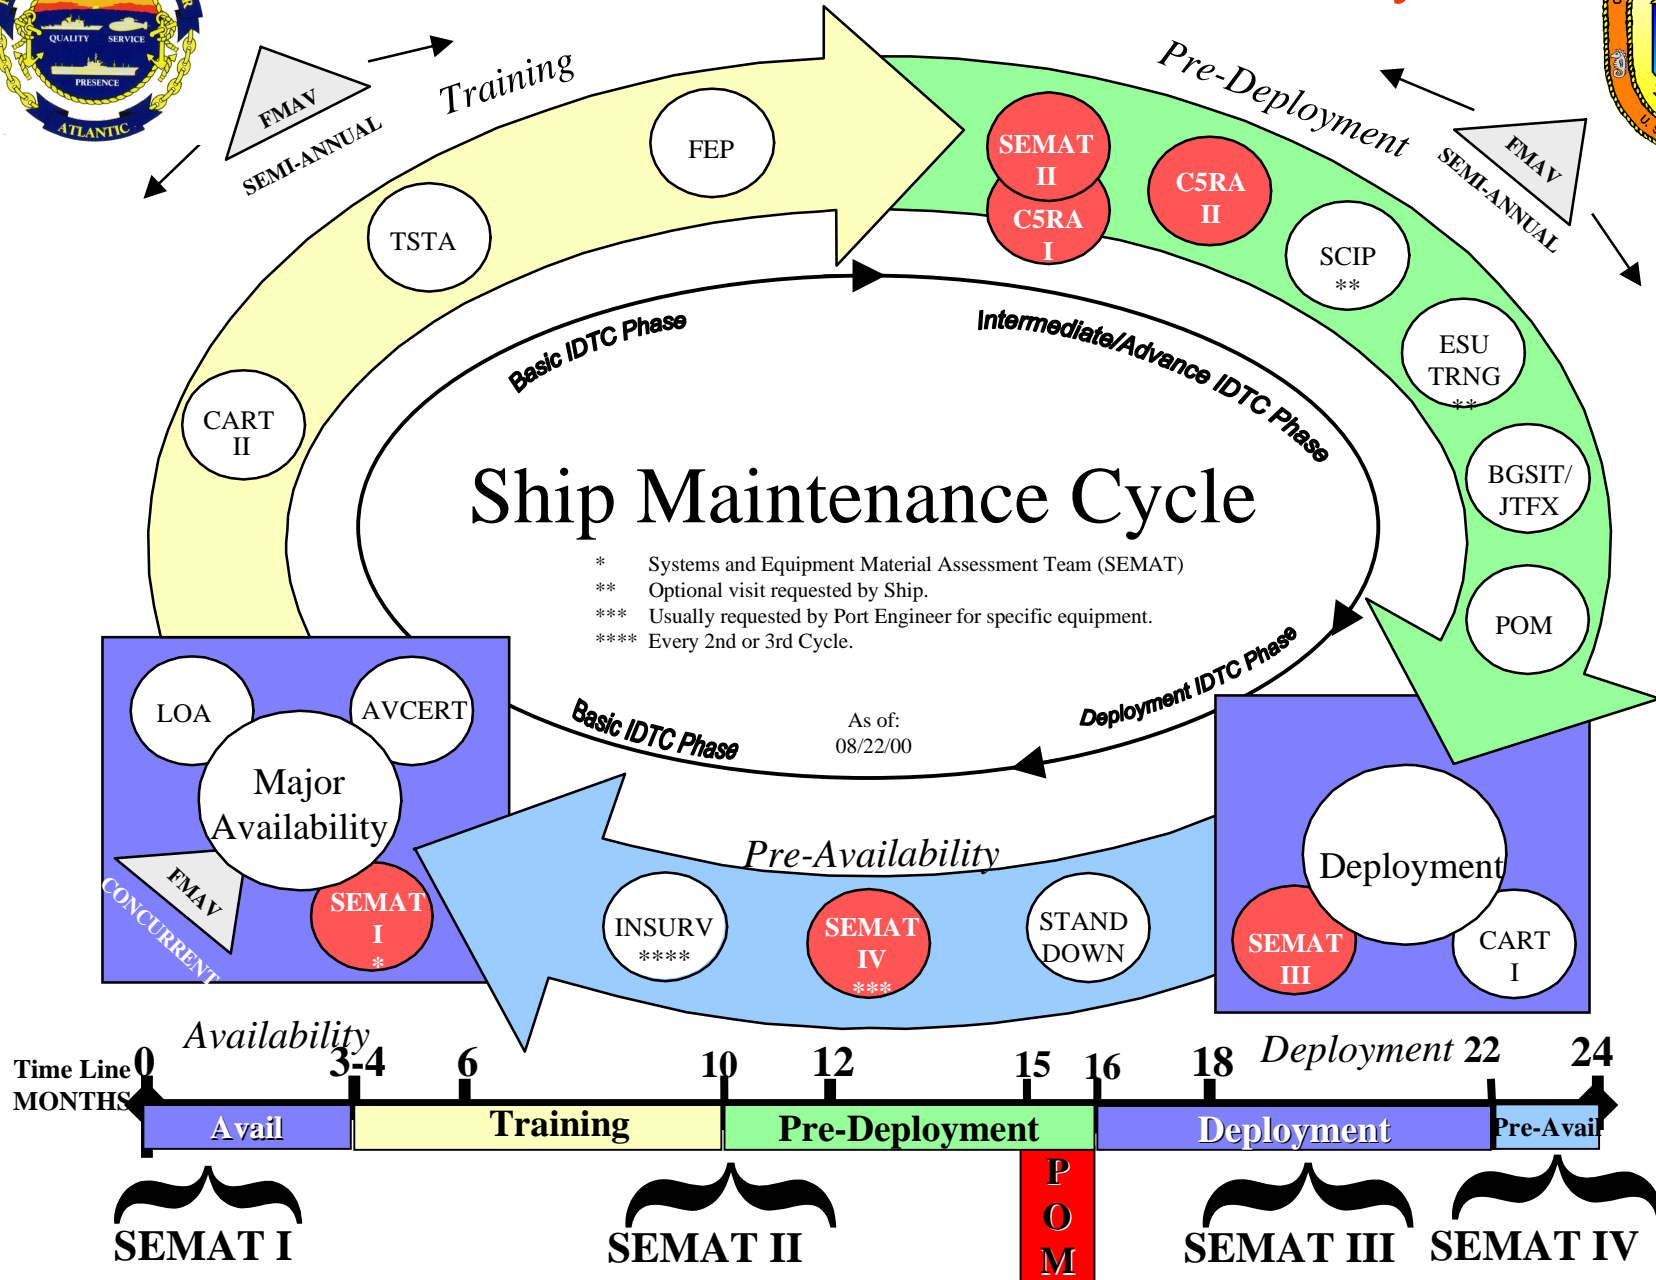 QUALITY SERVICE
PRESENCE
ATLANTIC
FMAV
SEMI-ANNUAL
Training
Pre-Deployment
FMAV
SEMI-ANNUAL
FEP
TSTA
CART
II
SEMAT
II
C5RA
I
C5RA
II
SCIP
**
ESU
TRNG
**
BGSIT/
JTFX
POM
Basic IDTC Phase
Intermediate/Advance IDTC Phase
Ship Maintenance Cycle
* Systems and Equipment Material Assessment Team (SEMAT)
** Optional visit requested by Ship.
*** Usually requested by Port Engineer for specific equipment.
**** Every 2nd or 3rd Cycle.
As of:
08/22/00
Basic IDTC Phase
Deployment IDTC Phase
LOA
AVCERT
Major
Availability
FMAV
CONCURRENT
SEMAT
I
*
Pre-Availability
INSURV
****
SEMAT
IV
***
STAND
DOWN
Deployment
SEMAT
III
CART
I
Availability
Deployment
Time Line
MONTHS
0 3-4 6 10 12 15 16 18 22 24
Avail Training Pre-Deployment Deployment Pre-Avail
P
O
M
SEMAT I SEMAT II SEMAT III SEMAT IV